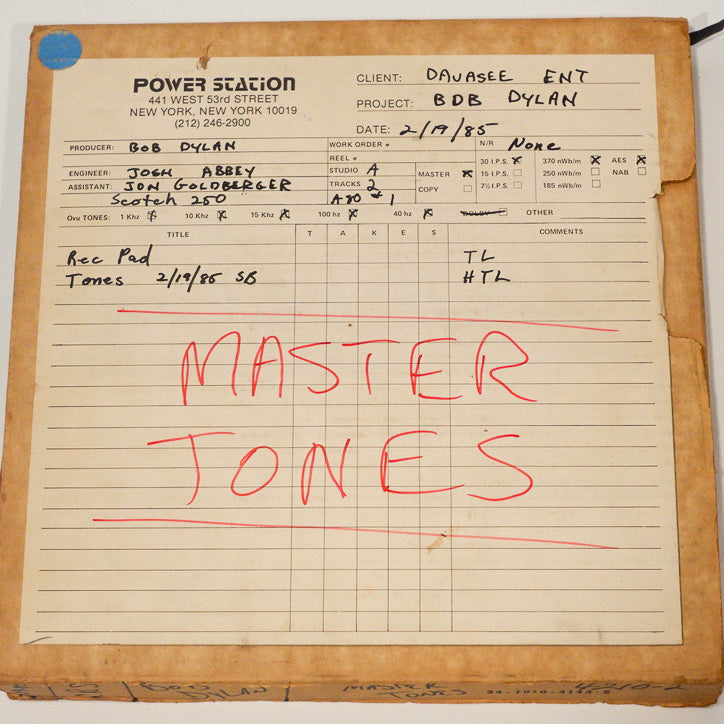 POWER STATION
441 WEST 53rd STREET
NEW YORK, NEW YORK 10019
(212) 246-2900
CLIENT: DAVASEE ENT
PROJECT: BOB DYLAN
DATE: 2/19/85
PRODUCER: BOB DYLAN
ENGINEER: JOSH ABBEY
ASSISTANT: JON GOLDBERGER
Scotch 250
WORK ORDER #
REEL #
STUDIO A
TRACKS 2
A80 #1
MASTER X
COPY
N/R None
30 I.P.S. X 370 nWb/m X AES X
15 I.P.S. 250 nWb/m NAB
7½ I.P.S. 185 nWb/m
Ovu TONES: 1 Khz X 10 Khz X 15 Khz X 100 hz X 40 hz X DOLBY OTHER
TITLE T A K E S COMMENTS
Rec Pad TL
Tones 2/19/85 SB HTL
MASTER
TONES
BOB DYLAN MASTER TONES